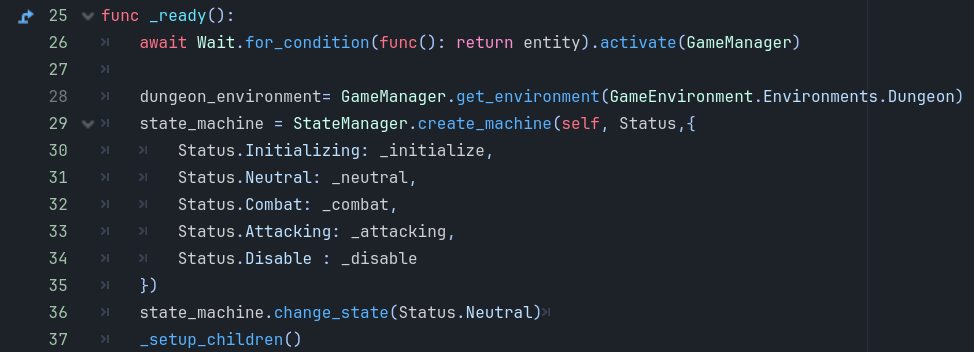 25 func _ready():
26 await Wait.for_condition(func(): return entity).activate(GameManager)
27
28 dungeon_environment= GameManager.get_environment(GameEnvironment.Environments.Dungeon)
29 state_machine = StateManager.create_machine(self, Status,{
30 Status.Initializing: _initialize,
31 Status.Neutral: _neutral,
32 Status.Combat: _combat,
33 Status.Attacking: _attacking,
34 Status.Disable : _disable
35 })
36 state_machine.change_state(Status.Neutral)
37 _setup_children()